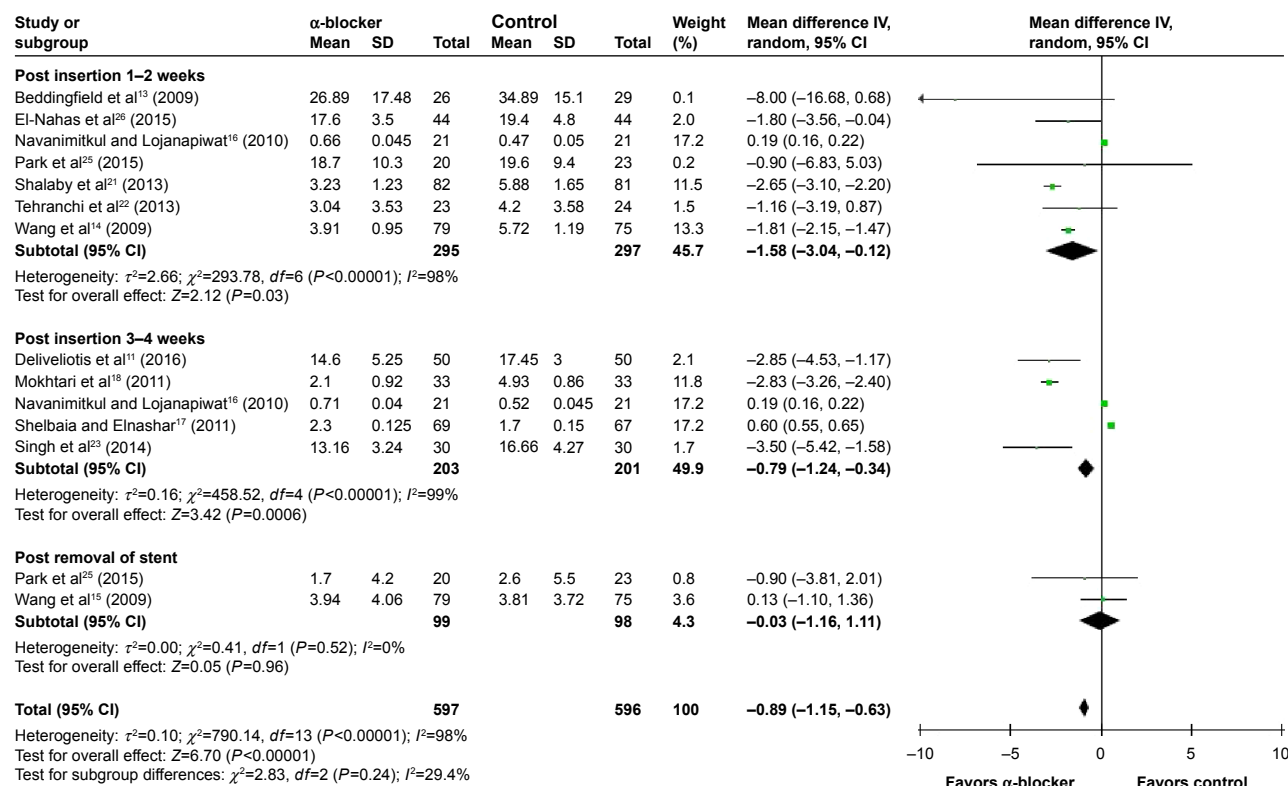 Study or α-blocker Control Weight Mean difference IV, Mean difference IV,
subgroup Mean SD Total Mean SD Total (%) random, 95% CI random, 95% CI
Post insertion 1–2 weeks
Beddingfield et al¹³ (2009) 26.89 17.48 26 34.89 15.1 29 0.1 –8.00 (–16.68, 0.68)
El-Nahas et al²⁶ (2015) 17.6 3.5 44 19.4 4.8 44 2.0 –1.80 (–3.56, –0.04)
Navanimitkul and Lojanapiwat¹⁶ (2010) 0.66 0.045 21 0.47 0.05 21 17.2 0.19 (0.16, 0.22)
Park et al²⁵ (2015) 18.7 10.3 20 19.6 9.4 23 0.2 –0.90 (–6.83, 5.03)
Shalaby et al²¹ (2013) 3.23 1.23 82 5.88 1.65 81 11.5 –2.65 (–3.10, –2.20)
Tehranchi et al²² (2013) 3.04 3.53 23 4.2 3.58 24 1.5 –1.16 (–3.19, 0.87)
Wang et al¹⁴ (2009) 3.91 0.95 79 5.72 1.19 75 13.3 –1.81 (–2.15, –1.47)
Subtotal (95% CI) 295 297 45.7 –1.58 (–3.04, –0.12)
Heterogeneity: τ²=2.66; χ²=293.78, df=6 (P<0.00001); I²=98%
Test for overall effect: Z=2.12 (P=0.03)
Post insertion 3–4 weeks
Deliveliotis et al¹¹ (2016) 14.6 5.25 50 17.45 3 50 2.1 –2.85 (–4.53, –1.17)
Mokhtari et al¹⁸ (2011) 2.1 0.92 33 4.93 0.86 33 11.8 –2.83 (–3.26, –2.40)
Navanimitkul and Lojanapiwat¹⁶ (2010) 0.71 0.04 21 0.52 0.045 21 17.2 0.19 (0.16, 0.22)
Shelbaia and Elnashar¹⁷ (2011) 2.3 0.125 69 1.7 0.15 67 17.2 0.60 (0.55, 0.65)
Singh et al²³ (2014) 13.16 3.24 30 16.66 4.27 30 1.7 –3.50 (–5.42, –1.58)
Subtotal (95% CI) 203 201 49.9 –0.79 (–1.24, –0.34)
Heterogeneity: τ²=0.16; χ²=458.52, df=4 (P<0.00001); I²=99%
Test for overall effect: Z=3.42 (P=0.0006)
Post removal of stent
Park et al²⁵ (2015) 1.7 4.2 20 2.6 5.5 23 0.8 –0.90 (–3.81, 2.01)
Wang et al¹⁵ (2009) 3.94 4.06 79 3.81 3.72 75 3.6 0.13 (–1.10, 1.36)
Subtotal (95% CI) 99 98 4.3 –0.03 (–1.16, 1.11)
Heterogeneity: τ²=0.00; χ²=0.41, df=1 (P=0.52); I²=0%
Test for overall effect: Z=0.05 (P=0.96)
Total (95% CI) 597 596 100 –0.89 (–1.15, –0.63)
Heterogeneity: τ²=0.10; χ²=790.14, df=13 (P<0.00001); I²=98%
Test for overall effect: Z=6.70 (P<0.00001)
Test for subgroup differences: χ²=2.83, df=2 (P=0.24); I²=29.4%
–10 –5 0 5 10
Favors α-blocker Favors control